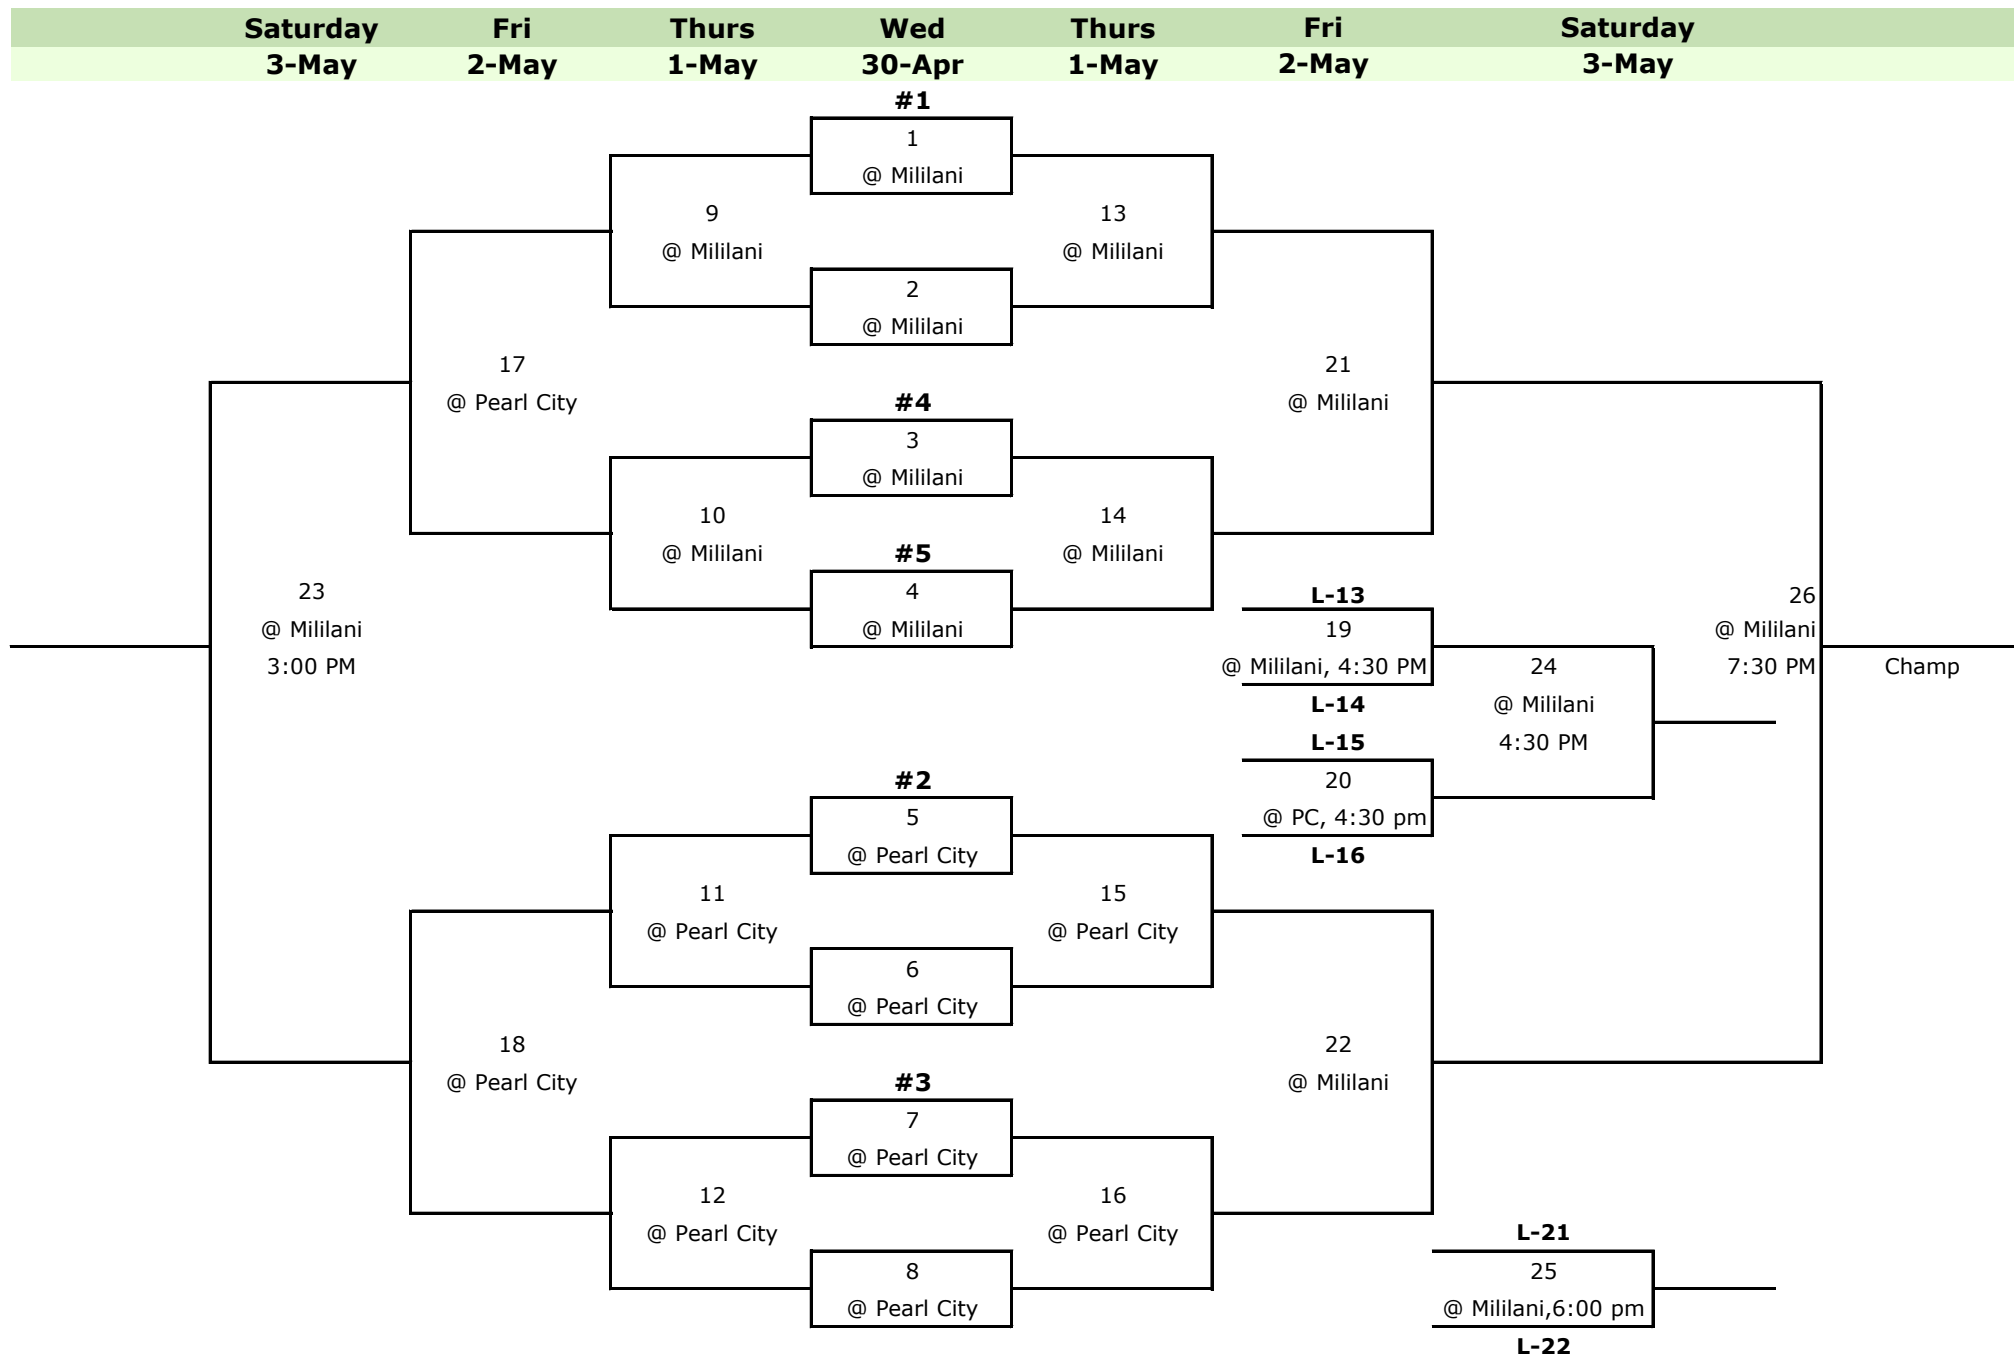 Saturday Fri Thurs Wed Thurs Fri Saturday
3-May 2-May 1-May 30-Apr 1-May 2-May 3-May
#1
1
@ Mililani
9 13
@ Mililani @ Mililani
2
@ Mililani
17 21
@ Pearl City #4 @ Mililani
3
@ Mililani
10 14
@ Mililani #5 @ Mililani
23 4 L-13 26
@ Mililani @ Mililani 19 @ Mililani
3:00 PM @ Mililani, 4:30 PM 24 7:30 PM Champ
L-14 @ Mililani
L-15 4:30 PM
#2 20
5 @ PC, 4:30 pm
@ Pearl City L-16
11 15
@ Pearl City @ Pearl City
6
@ Pearl City
18 22
@ Pearl City #3 @ Mililani
7
@ Pearl City
12 16
@ Pearl City @ Pearl City L-21
8 25
@ Pearl City @ Mililani,6:00 pm
L-22